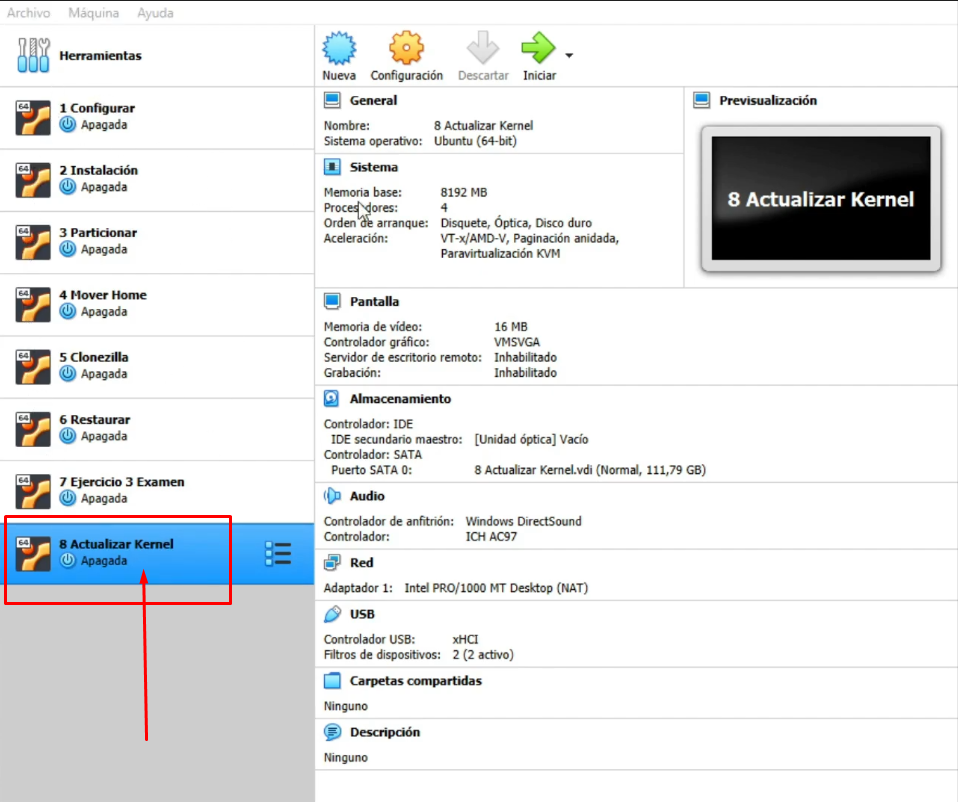 Archivo Máquina Ayuda
Herramientas
64
1 Configurar
Apagada
64
2 Instalación
Apagada
64
3 Particionar
Apagada
64
4 Mover Home
Apagada
64
5 Clonezilla
Apagada
64
6 Restaurar
Apagada
64
7 Ejercicio 3 Examen
Apagada
64
8 Actualizar Kernel
Apagada
Nueva Configuración Descartar Iniciar
General
Nombre: 8 Actualizar Kernel
Sistema operativo: Ubuntu (64-bit)
Sistema
Memoria base: 8192 MB
Procesadores: 4
Orden de arranque: Disquete, Óptica, Disco duro
Aceleración: VT-x/AMD-V, Paginación anidada,
Paravirtualización KVM
Previsualización
8 Actualizar Kernel
Pantalla
Memoria de vídeo: 16 MB
Controlador gráfico: VMSVGA
Servidor de escritorio remoto: Inhabilitado
Grabación: Inhabilitado
Almacenamiento
Controlador: IDE
IDE secundario maestro: [Unidad óptica] Vacío
Controlador: SATA
Puerto SATA 0: 8 Actualizar Kernel.vdi (Normal, 111,79 GB)
Audio
Controlador de anfitrión: Windows DirectSound
Controlador: ICH AC97
Red
Adaptador 1: Intel PRO/1000 MT Desktop (NAT)
USB
Controlador USB: xHCI
Filtros de dispositivos: 2 (2 activo)
Carpetas compartidas
Ninguno
Descripción
Ninguno